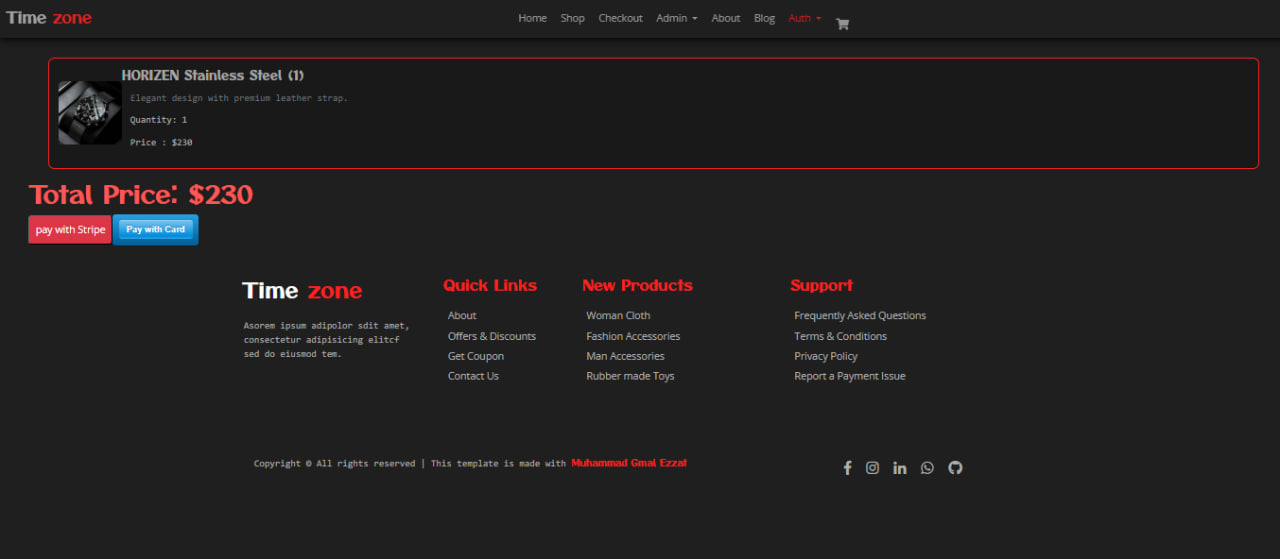 Time zone
Home Shop Checkout Admin About Blog Auth
HORIZEN Stainless Steel (1)
Elegant design with premium leather strap.
Quantity: 1
Price : $230
Total Price: $230
pay with Stripe Pay with Card
Time zone
Asorem ipsum adipolor sdit amet,
consectetur adipisicing elitcf
sed do eiusmod tem.
Quick Links
About
Offers & Discounts
Get Coupon
Contact Us
New Products
Woman Cloth
Fashion Accessories
Man Accessories
Rubber made Toys
Support
Frequently Asked Questions
Terms & Conditions
Privacy Policy
Report a Payment Issue
Copyright © All rights reserved | This template is made with Muhammad Gmal Ezzat